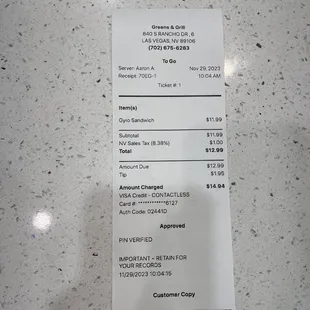 Greens & Grill
840 S RANCHO DR, 6
LAS VEGAS, NV 89106
(702) 675-6283
To Go
Server: Aaron A. Nov 29, 2023
Receipt: 70EG-1 10:04 AM
Ticket #: 1
Item(s)
Gyro Sandwich $11.99
Subtotal $11.99
NV Sales Tax (8.38%) $1.00
Total $12.99
Amount Due $12.99
Tip $1.95
Amount Charged $14.94
VISA Credit - CONTACTLESS
Card #: ************6127
Auth Code: 02441D
Approved
PIN VERIFIED
IMPORTANT - RETAIN FOR
YOUR RECORDS
11/29/2023 10:04:15
Customer Copy